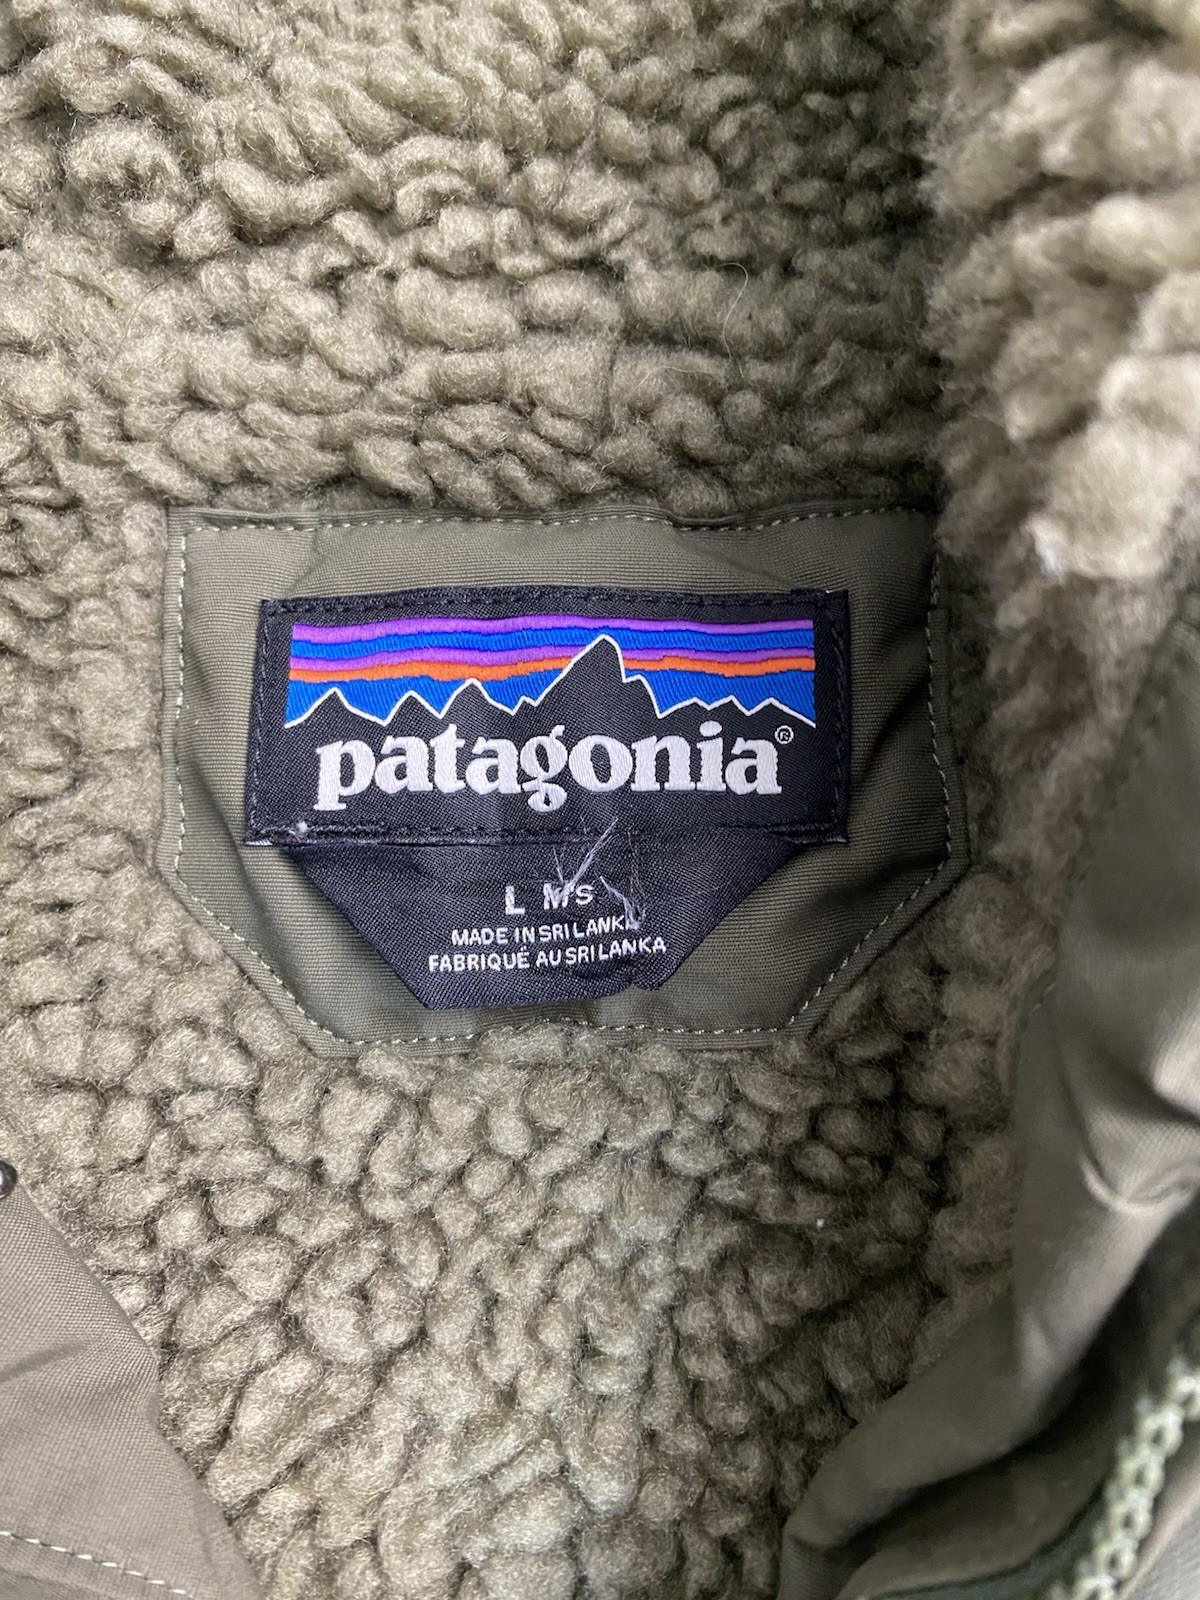 patagonia®
L M's
MADE IN SRI LANKA
FABRIQUÉ AU SRI LANKA